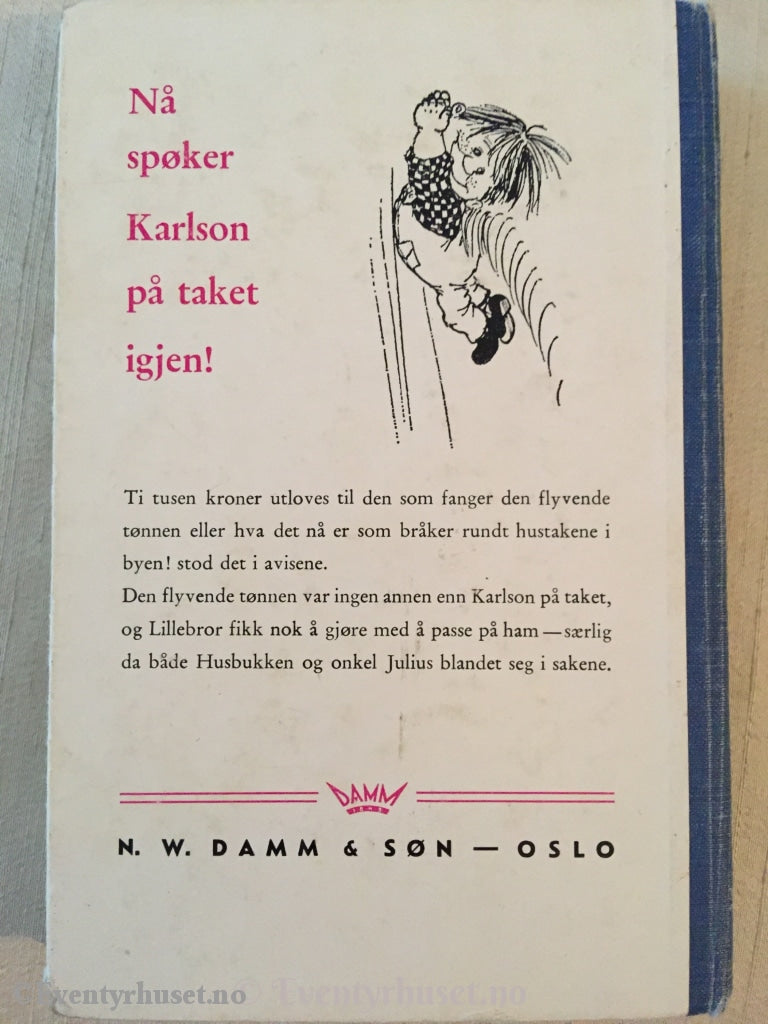 Nå
spøker
Karlson
på taket
igjen!
Ti tusen kroner utloves til den som fanger den flyvende
tønnen eller hva det nå er som bråker rundt hustakene i
byen! stod det i avisene.
Den flyvende tønnen var ingen annen enn Karlson på taket,
og Lillebror fikk nok å gjøre med å passe på ham — særlig
da både Husbukken og onkel Julius blandet seg i sakene.
DAMM
1843
N. W. DAMM & SØN — OSLO
© Eventyrhuset.no © Eventyrhuset.no